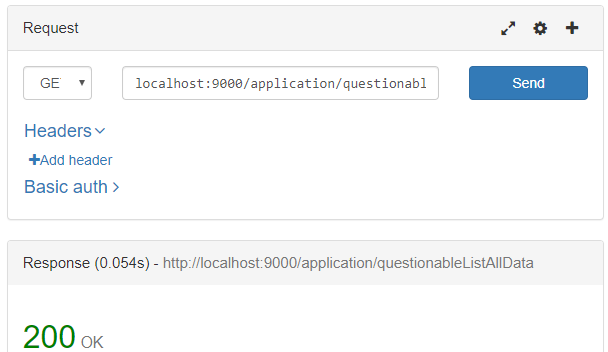 Request
GE
localhost:9000/application/questionabl
Send
Headers
Add header
Basic auth
Response (0.054s) - http://localhost:9000/application/questionableListAllData
200 OK